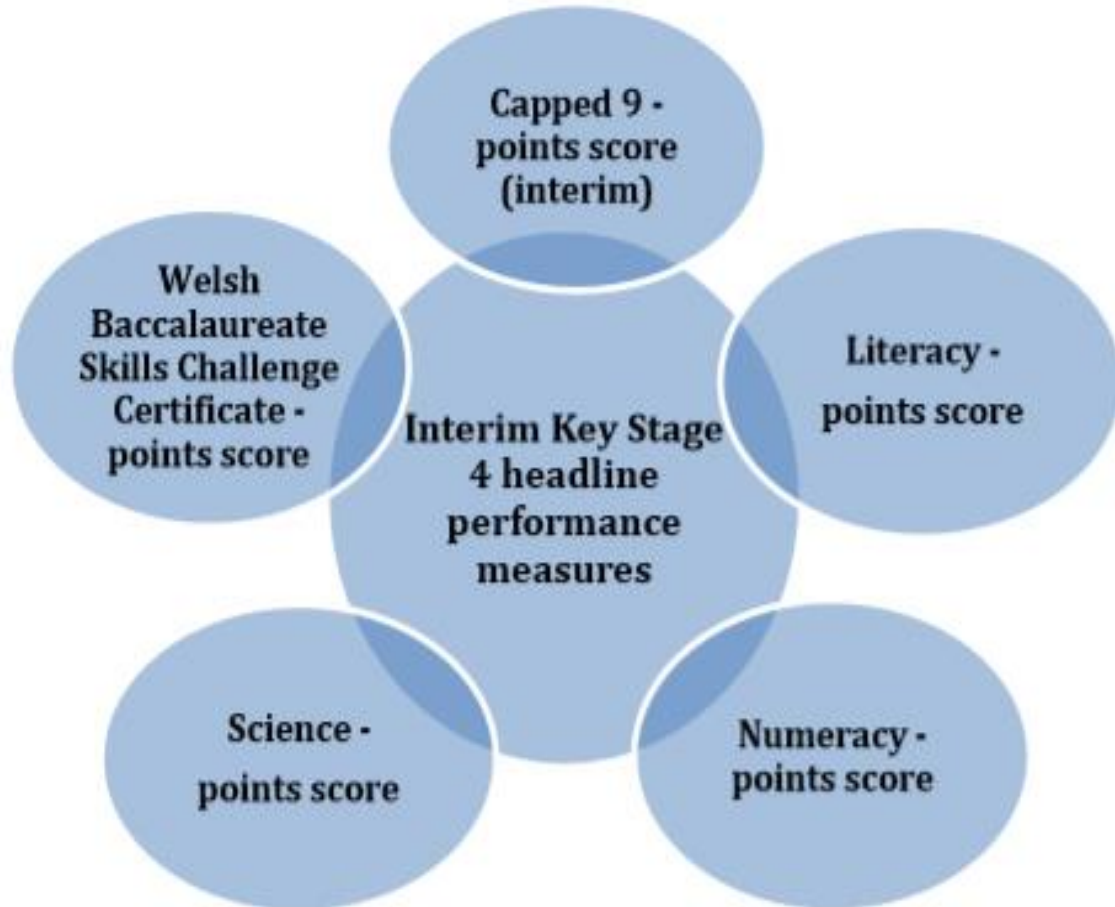 Capped 9 -
points score
(interim)
Welsh
Baccalaureate
Skills Challenge
Certificate -
points score
Literacy -
points score
Interim Key Stage
4 headline
performance
measures
Science -
points score
Numeracy -
points score